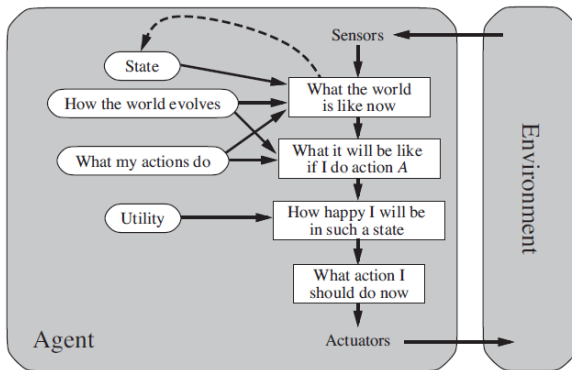 Sensors
State
What the world
is like now
How the world evolves
What my actions do
What it will be like
if I do action A
Utility
How happy I will be
in such a state
What action I
should do now
Agent
Actuators
Environment